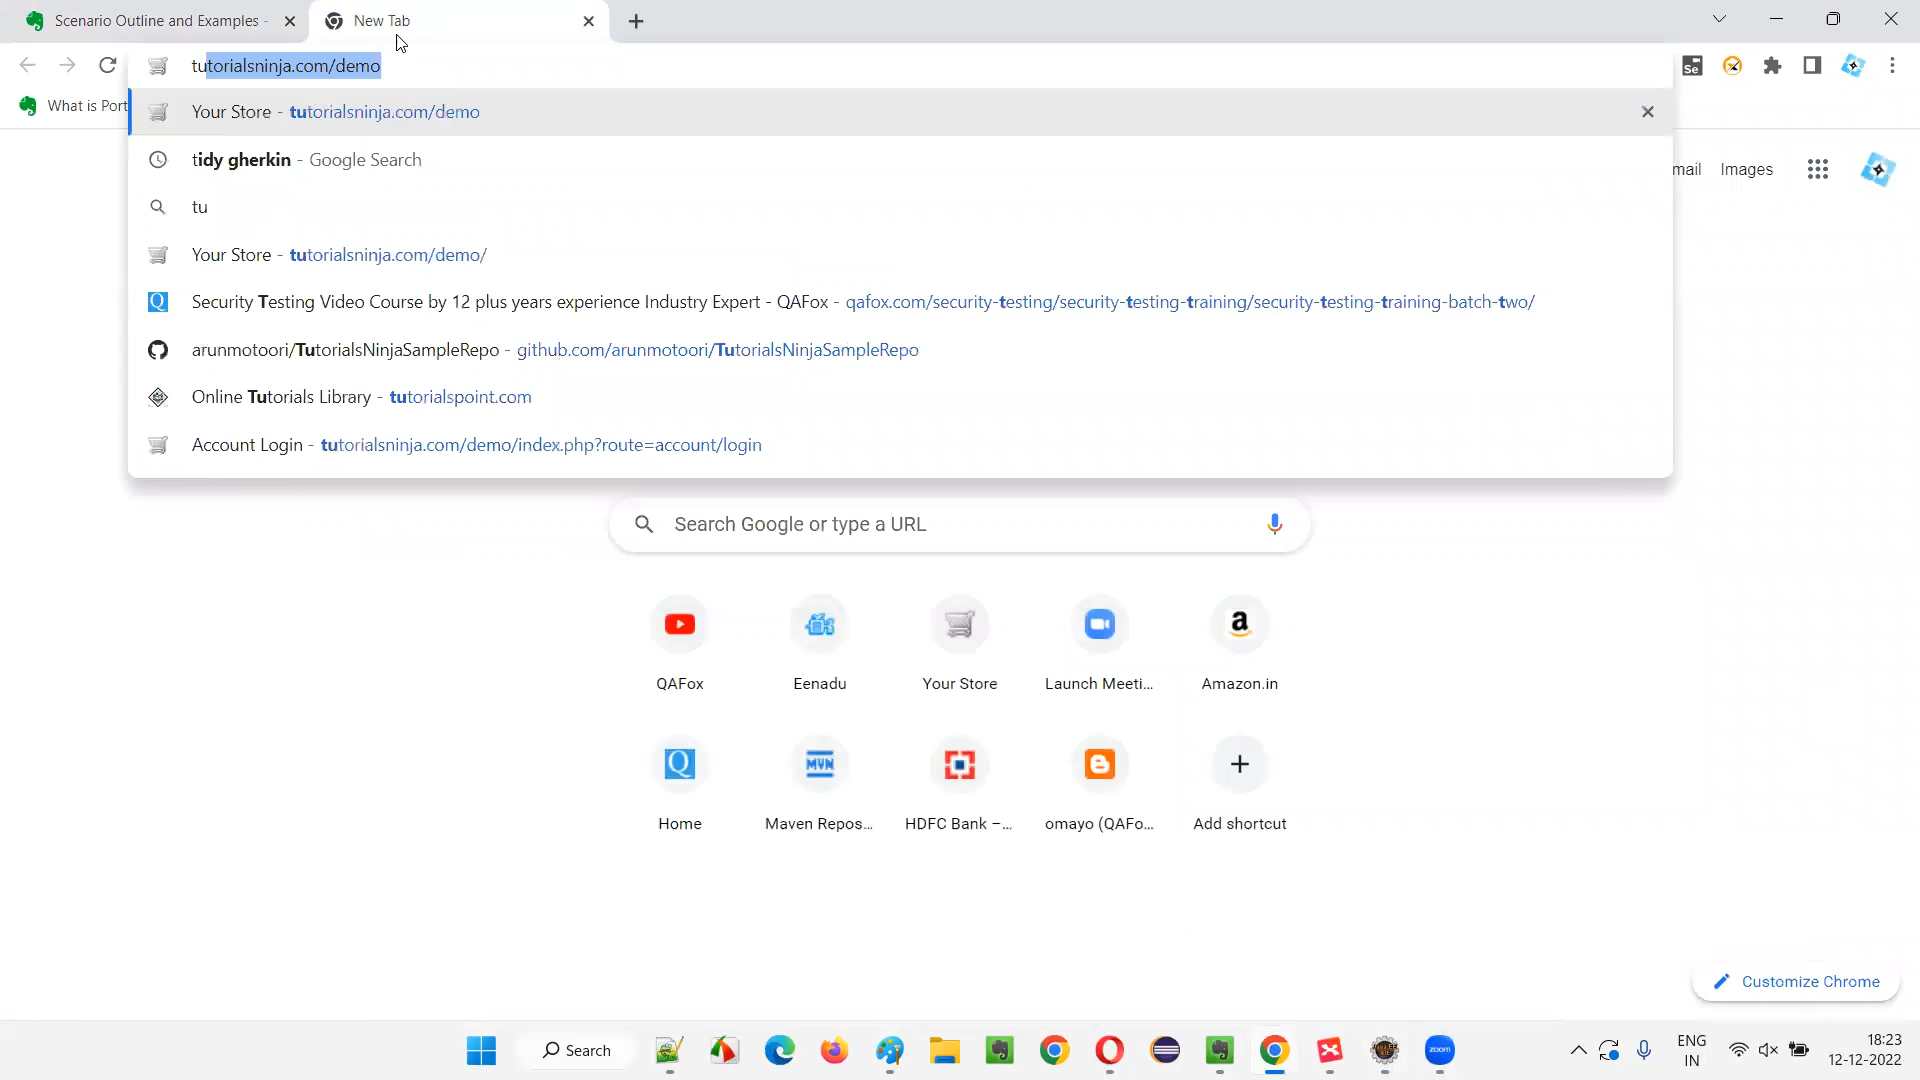 Scenario Outline and Examples -
New Tab
tutorialsninja.com/demo
What is Port
Your Store - tutorialsninja.com/demo
tidy gherkin - Google Search
tu
Your Store - tutorialsninja.com/demo/
Security Testing Video Course by 12 plus years experience Industry Expert - QAFox - qafox.com/security-testing/security-testing-training/security-testing-training-batch-two/
arunmotoori/TutorialsNinjaSampleRepo - github.com/arunmotoori/TutorialsNinjaSampleRepo
Online Tutorials Library - tutorialspoint.com
Account Login - tutorialsninja.com/demo/index.php?route=account/login
mail Images
Search Google or type a URL
QAFox Eenadu Your Store Launch Meeti... Amazon.in
Home Maven Repos... HDFC Bank –... omayo (QAFo... Add shortcut
Customize Chrome
Search
ENG
IN
18:23
12-12-2022